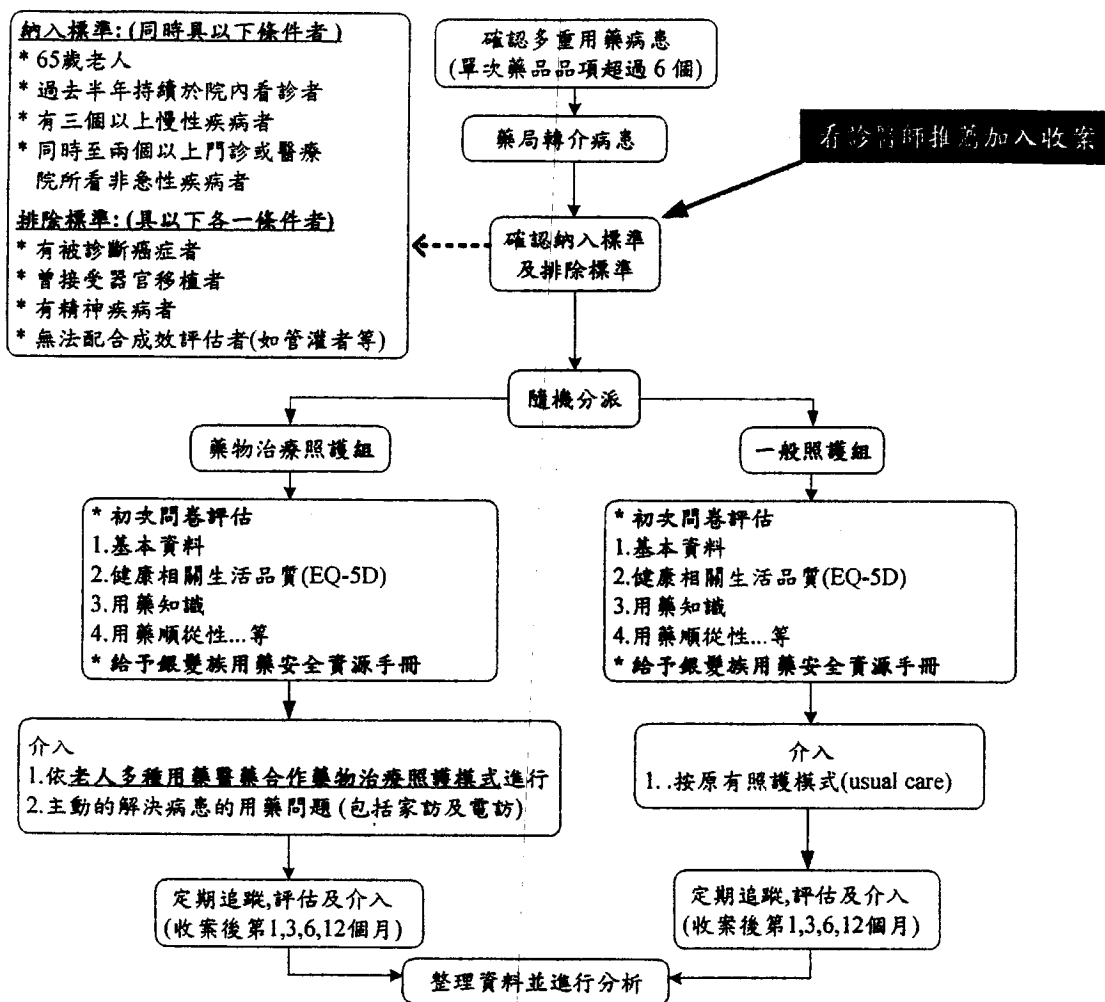 納入標準: (同時具以下條件者)
* 65歲老人
* 過去半年持續於院內看診者
* 有三個以上慢性疾病者
* 同時至兩個以上門診或醫療
院所看非急性疾病者
排除標準: (具以下各一條件者)
* 有被診斷癌症者
* 曾接受器官移植者
* 有精神疾病者
* 無法配合成效評估者(如管灌者等)
確認多重用藥病患
(單次藥品品項超過 6 個)
藥局轉介病患
看診醫師推薦加入收案
確認納入標準
及排除標準
隨機分派
藥物治療照護組
* 初次問卷評估
1.基本資料
2.健康相關生活品質(EQ-5D)
3.用藥知識
4.用藥順從性...等
* 給予銀髮族用藥安全資源手冊
介入
1.依老人多種用藥醫藥合作藥物治療照護模式進行
2.主動的解決病患的用藥問題 (包括家訪及電訪)
定期追蹤,評估及介入
(收案後第1,3,6,12個月)
一般照護組
* 初次問卷評估
1.基本資料
2.健康相關生活品質(EQ-5D)
3.用藥知識
4.用藥順從性...等
* 給予銀髮族用藥安全資源手冊
介入
1. .按原有照護模式(usual care)
定期追蹤,評估及介入
(收案後第1,3,6,12個月)
整理資料並進行分析